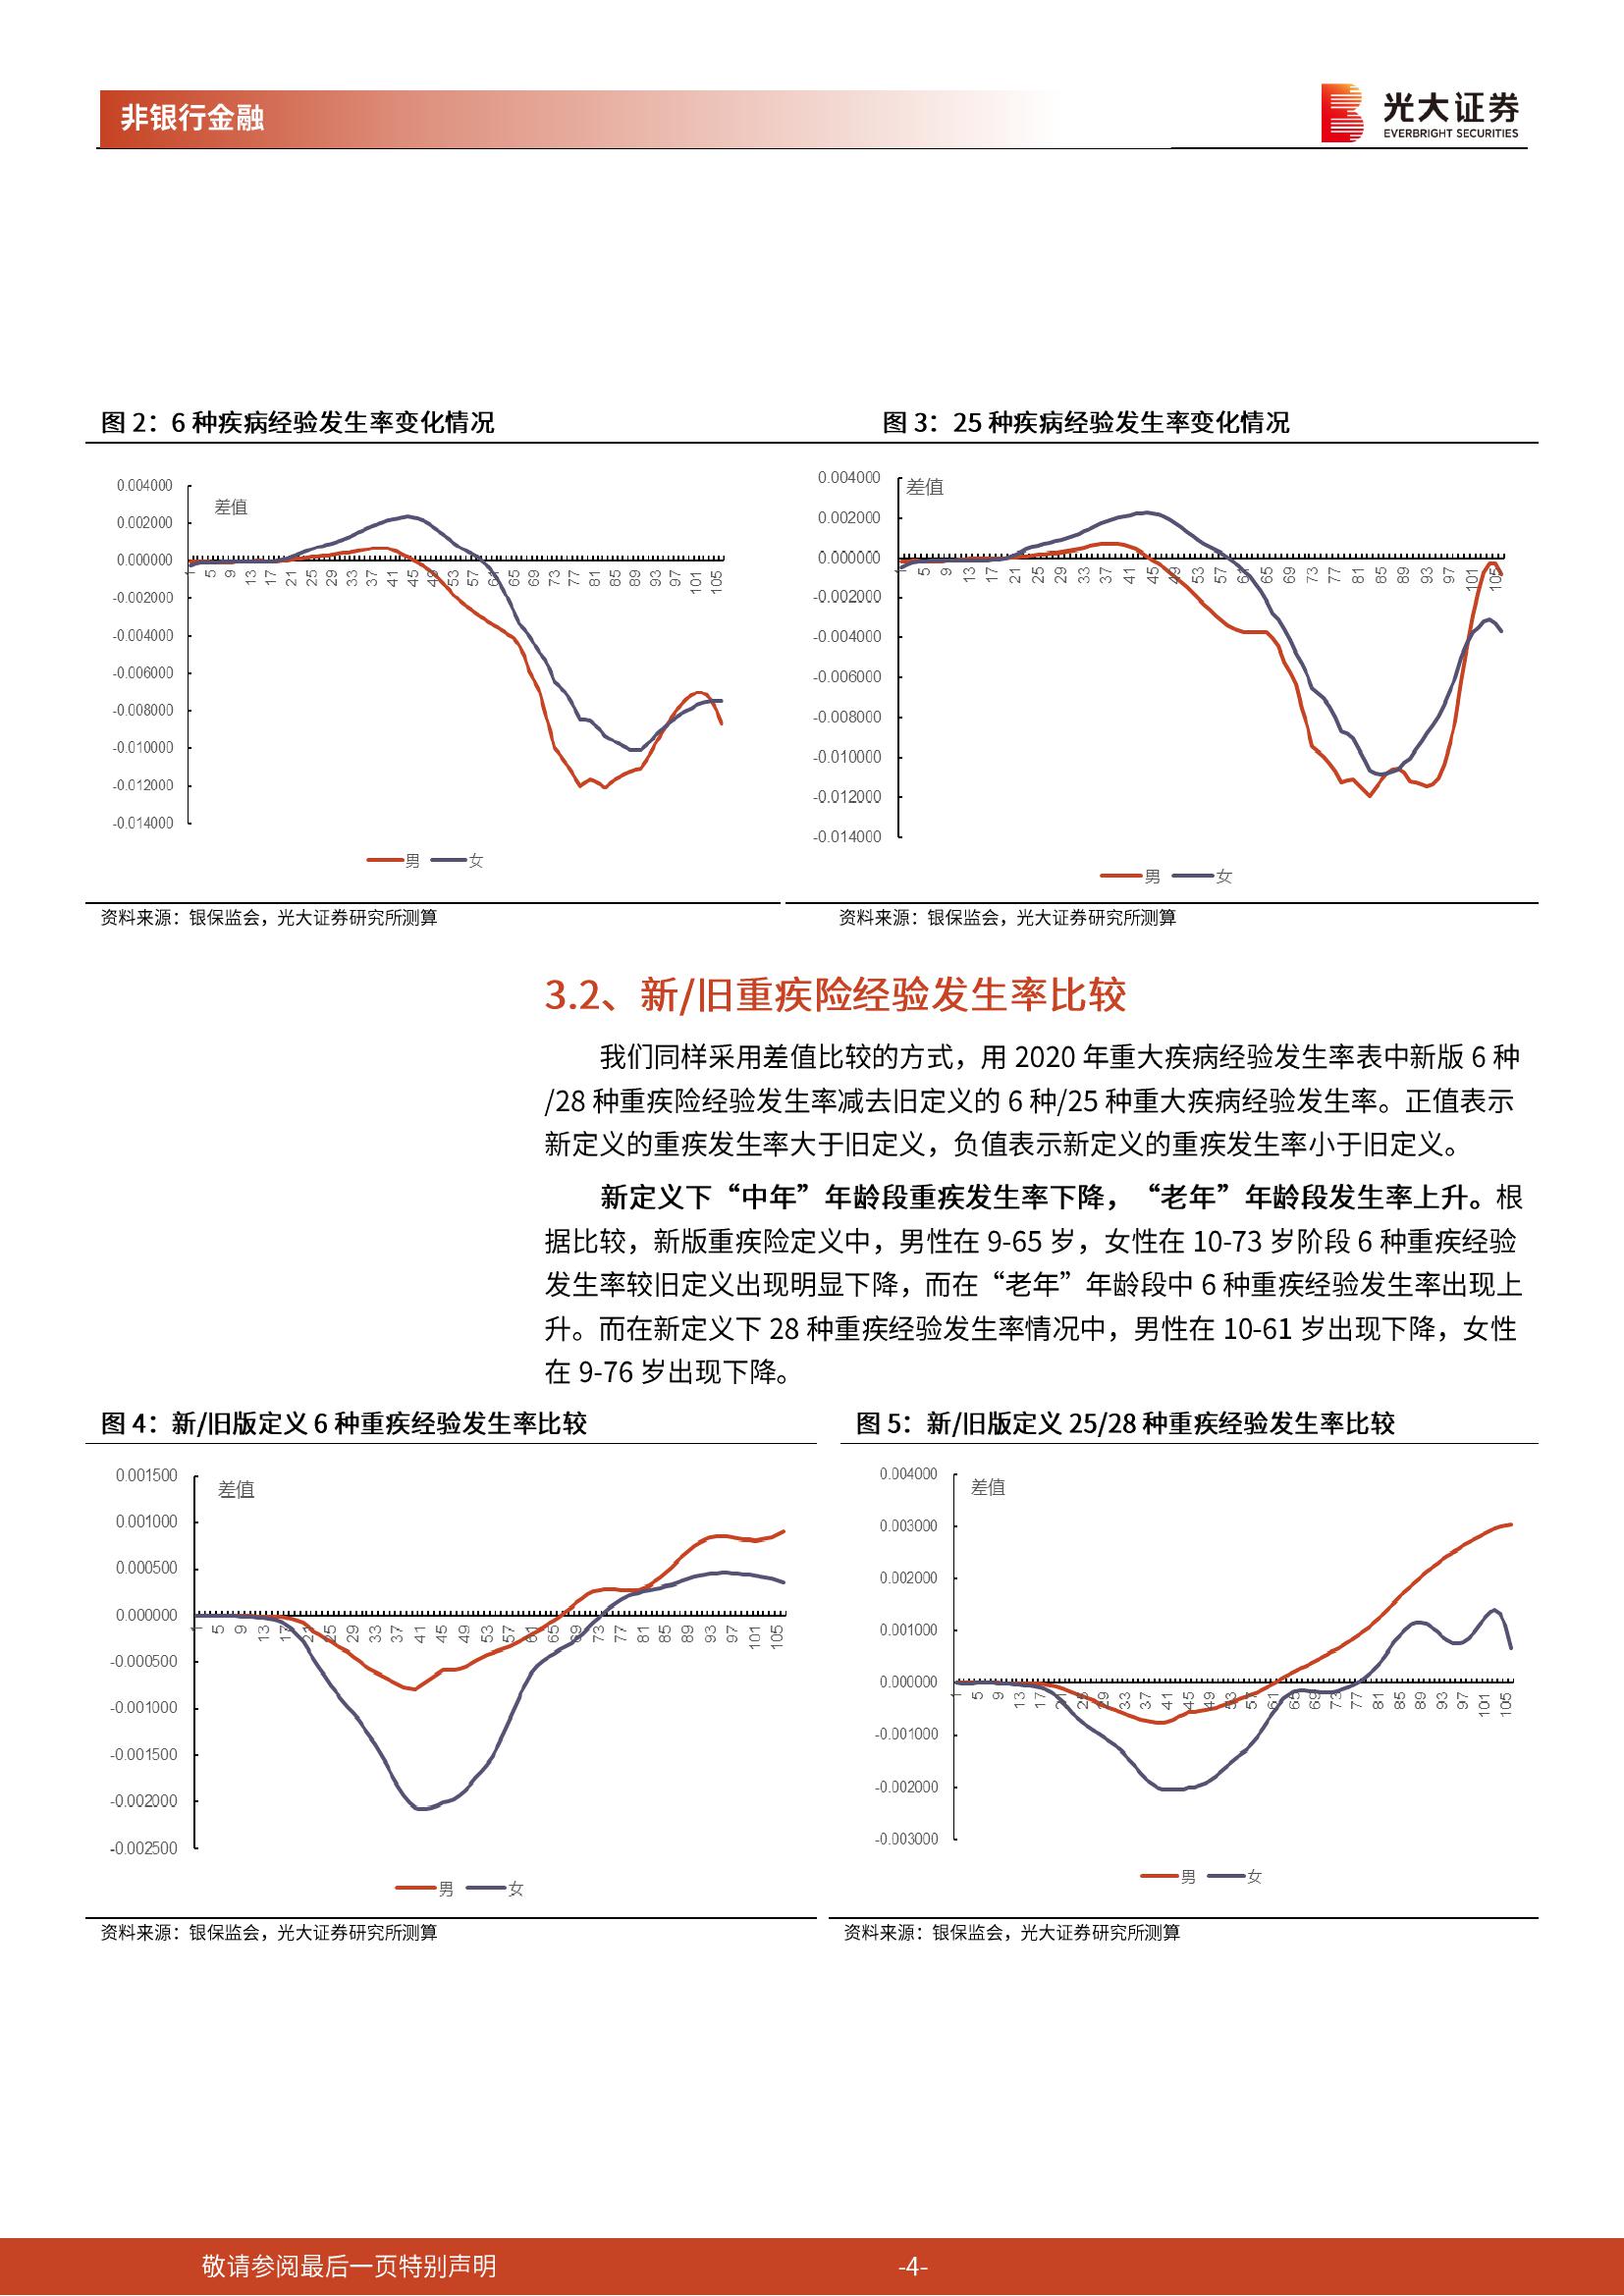 非银行金融
光大证券
EVERBRIGHT SECURITIES
图 2：6 种疾病经验发生率变化情况
图 3：25 种疾病经验发生率变化情况
0.004000
0.002000
0.000000
-0.002000
-0.004000
-0.006000
-0.008000
-0.010000
-0.012000
-0.014000
差值
1 5 9 13 17 21 25 29 33 37 41 45 49 53 57 61 65 69 73 77 81 85 89 93 97 101 105
男 女
0.004000
0.002000
0.000000
-0.002000
-0.004000
-0.006000
-0.008000
-0.010000
-0.012000
-0.014000
差值
1 5 9 13 17 21 25 29 33 37 41 45 49 53 57 61 65 69 73 77 81 85 89 93 97 101 105
男 女
资料来源：银保监会，光大证券研究所测算
资料来源：银保监会，光大证券研究所测算
3.2、新/旧重疾险经验发生率比较
我们同样采用差值比较的方式，用 2020 年重大疾病经验发生率表中新版 6 种
/28 种重疾险经验发生率减去旧定义的 6 种/25 种重大疾病经验发生率。正值表示
新定义的重疾发生率大于旧定义，负值表示新定义的重疾发生率小于旧定义。
新定义下“中年”年龄段重疾发生率下降，“老年”年龄段发生率上升。根
据比较，新版重疾险定义中，男性在 9-65 岁，女性在 10-73 岁阶段 6 种重疾经验
发生率较旧定义出现明显下降，而在“老年”年龄段中 6 种重疾经验发生率出现上
升。而在新定义下 28 种重疾经验发生率情况中，男性在 10-61 岁出现下降，女性
在 9-76 岁出现下降。
图 4：新/旧版定义 6 种重疾经验发生率比较
图 5：新/旧版定义 25/28 种重疾经验发生率比较
0.001500
0.001000
0.000500
0.000000
-0.000500
-0.001000
-0.001500
-0.002000
-0.002500
差值
1 5 9 13 17 21 25 29 33 37 41 45 49 53 57 61 65 69 73 77 81 85 89 93 97 101 105
男 女
0.004000
0.003000
0.002000
0.001000
0.000000
-0.001000
-0.002000
-0.003000
差值
1 5 9 13 17 21 25 29 33 37 41 45 49 53 57 61 65 69 73 77 81 85 89 93 97 101 105
男 女
资料来源：银保监会，光大证券研究所测算
资料来源：银保监会，光大证券研究所测算
敬请参阅最后一页特别声明
-4-